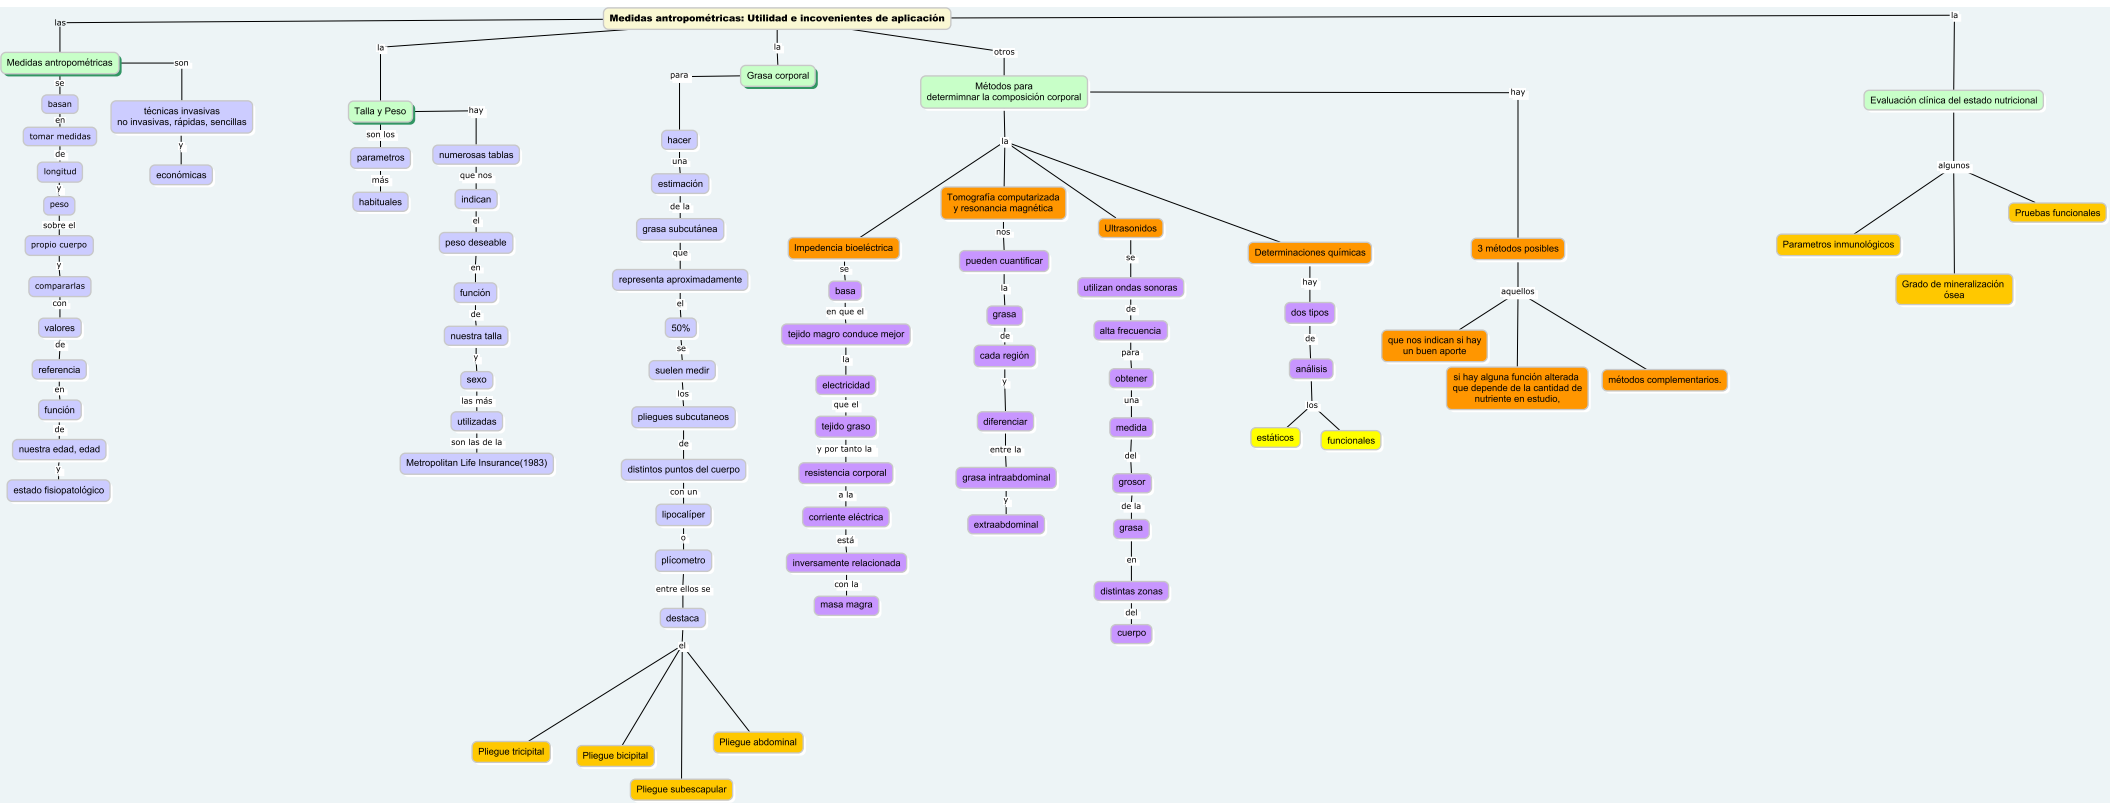 Medidas antropométricas: Utilidad e incovenientes de aplicación
las
Medidas antropométricas
se
basan
en
tomar medidas
de
longitud
y
peso
sobre el
propio cuerpo
y
compararlas
con
valores
de
referencia
en
función
de
nuestra edad, edad
y
estado fisiopatológico
son
técnicas invasivas
no invasivas, rápidas, sencillas
y
económicas
la
Talla y Peso
son los
parametros
más
habituales
hay
numerosas tablas
que nos
indican
el
peso deseable
en
función
de
nuestra talla
y
sexo
las más
utilizadas
son las de la
Metropolitan Life Insurance(1983)
la
Grasa corporal
para
hacer
una
estimación
de la
grasa subcutánea
que
representa aproximadamente
el
50%
se
suelen medir
los
pliegues subcutaneos
de
distintos puntos del cuerpo
con un
lipocalíper
o
plícometro
entre ellos se
destaca
el
Pliegue tricipital
Pliegue bicipital
Pliegue subescapular
Pliegue abdominal
otros
Métodos para
determimnar la composición corporal
la
Impedencia bioeléctrica
se
basa
en que el
tejido magro conduce mejor
la
electricidad
que el
tejido graso
y por tanto la
resistencia corporal
a la
corriente eléctrica
está
inversamente relacionada
con la
masa magra
Tomografía computarizada
y resonancia magnética
nos
pueden cuantificar
la
grasa
de
cada región
y
diferenciar
entre la
grasa intraabdominal
y
extraabdominal
Ultrasonidos
se
utilizan ondas sonoras
de
alta frecuencia
para
obtener
una
medida
del
grosor
de la
grasa
en
distintas zonas
del
cuerpo
Determinaciones químicas
hay
dos tipos
de
análisis
los
estáticos
funcionales
hay
3 métodos posibles
aquellos
que nos indican si hay
un buen aporte
si hay alguna función alterada
que depende de la cantidad de
nutriente en estudio,
métodos complementarios.
la
Evaluación clínica del estado nutricional
algunos
Parametros inmunológicos
Grado de mineralización
ósea
Pruebas funcionales